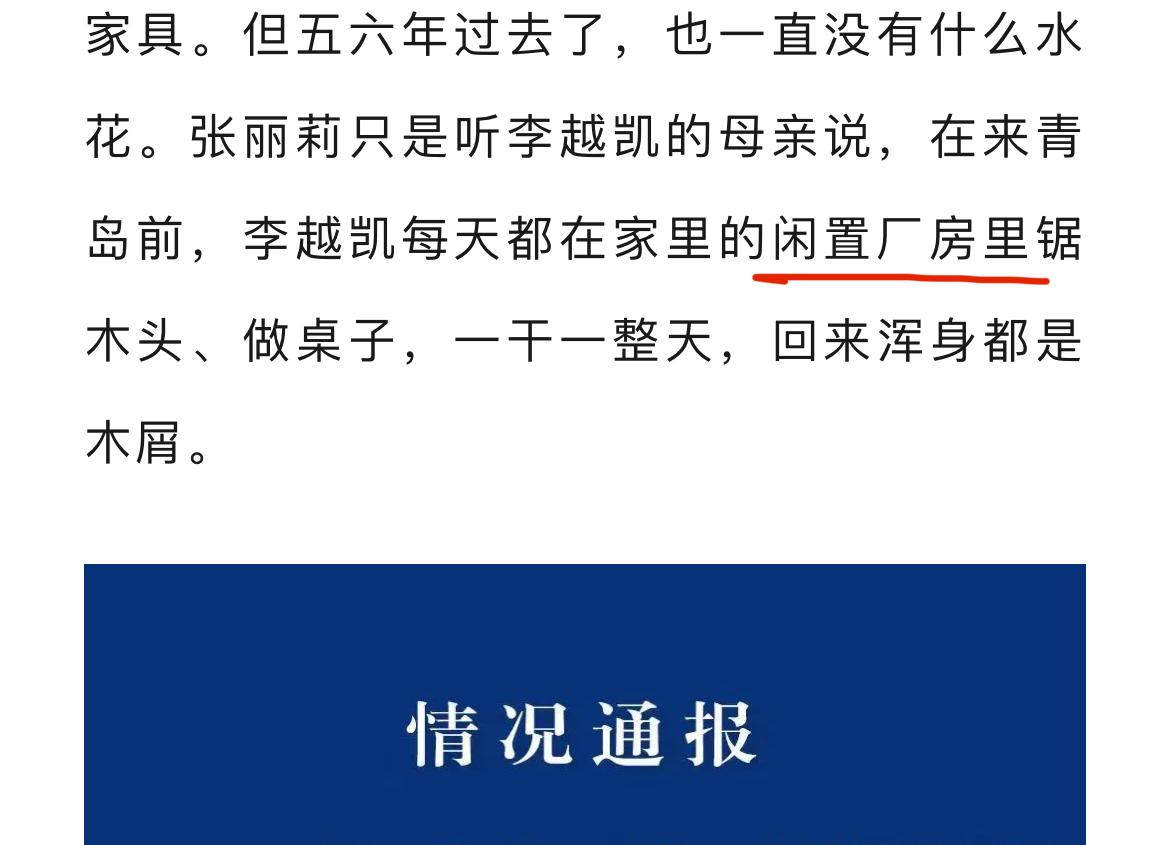 家具。但五六年过去了，也一直没有什么水
花。张丽莉只是听李越凯的母亲说，在来青
岛前，李越凯每天都在家里的闲置厂房里锯
木头、做桌子，一干一整天，回来浑身都是
木屑。
情况通报